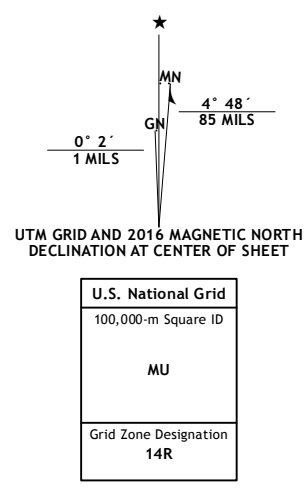 ★
MN
4° 48´
85 MILS
GN
0° 2´
1 MILS
UTM GRID AND 2016 MAGNETIC NORTH
DECLINATION AT CENTER OF SHEET
U.S. National Grid
100,000-m Square ID
MU
Grid Zone Designation
14R